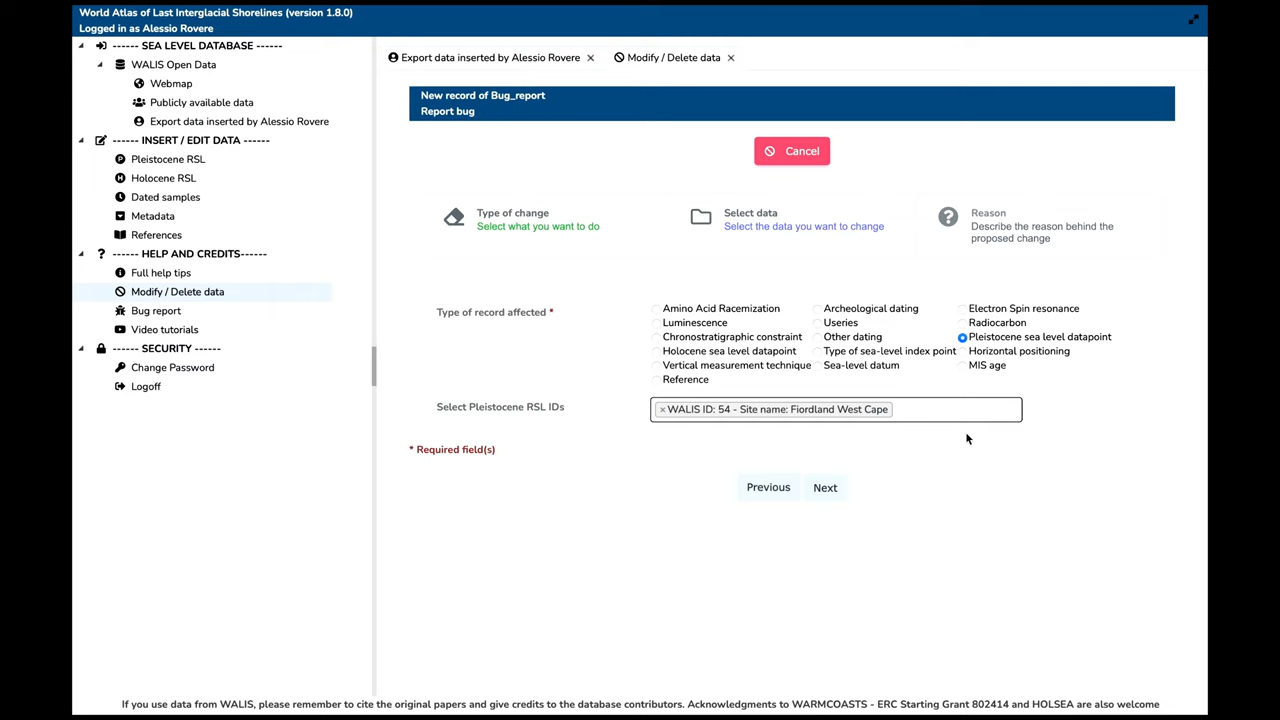 World Atlas of Last Interglacial Shorelines (version 1.8.0)
Logged in as Alessio Rovere
------ SEA LEVEL DATABASE ------
WALIS Open Data
Webmap
Publicly available data
Export data inserted by Alessio Rovere
------ INSERT / EDIT DATA ------
Pleistocene RSL
Holocene RSL
Dated samples
Metadata
References
------ HELP AND CREDITS------
Full help tips
Modify / Delete data
Bug report
Video tutorials
------ SECURITY ------
Change Password
Logoff
Export data inserted by Alessio Rovere
Modify / Delete data
New record of Bug_report
Report bug
Cancel
Type of change
Select what you want to do
Select data
Select the data you want to change
Reason
Describe the reason behind the
proposed change
Type of record affected *
Amino Acid Racemization Archeological dating Electron Spin resonance
Luminescence Useries Radiocarbon
Chronostratigraphic constraint Other dating Pleistocene sea level datapoint
Holocene sea level datapoint Type of sea-level index point Horizontal positioning
Vertical measurement technique Sea-level datum MIS age
Reference
Select Pleistocene RSL IDs
×WALIS ID: 54 - Site name: Fiordland West Cape
* Required field(s)
Previous Next
If you use data from WALIS, please remember to cite the original papers and give credits to the database contributors. Acknowledgments to WARMCOASTS - ERC Starting Grant 802414 and HOLSEA are also welcome